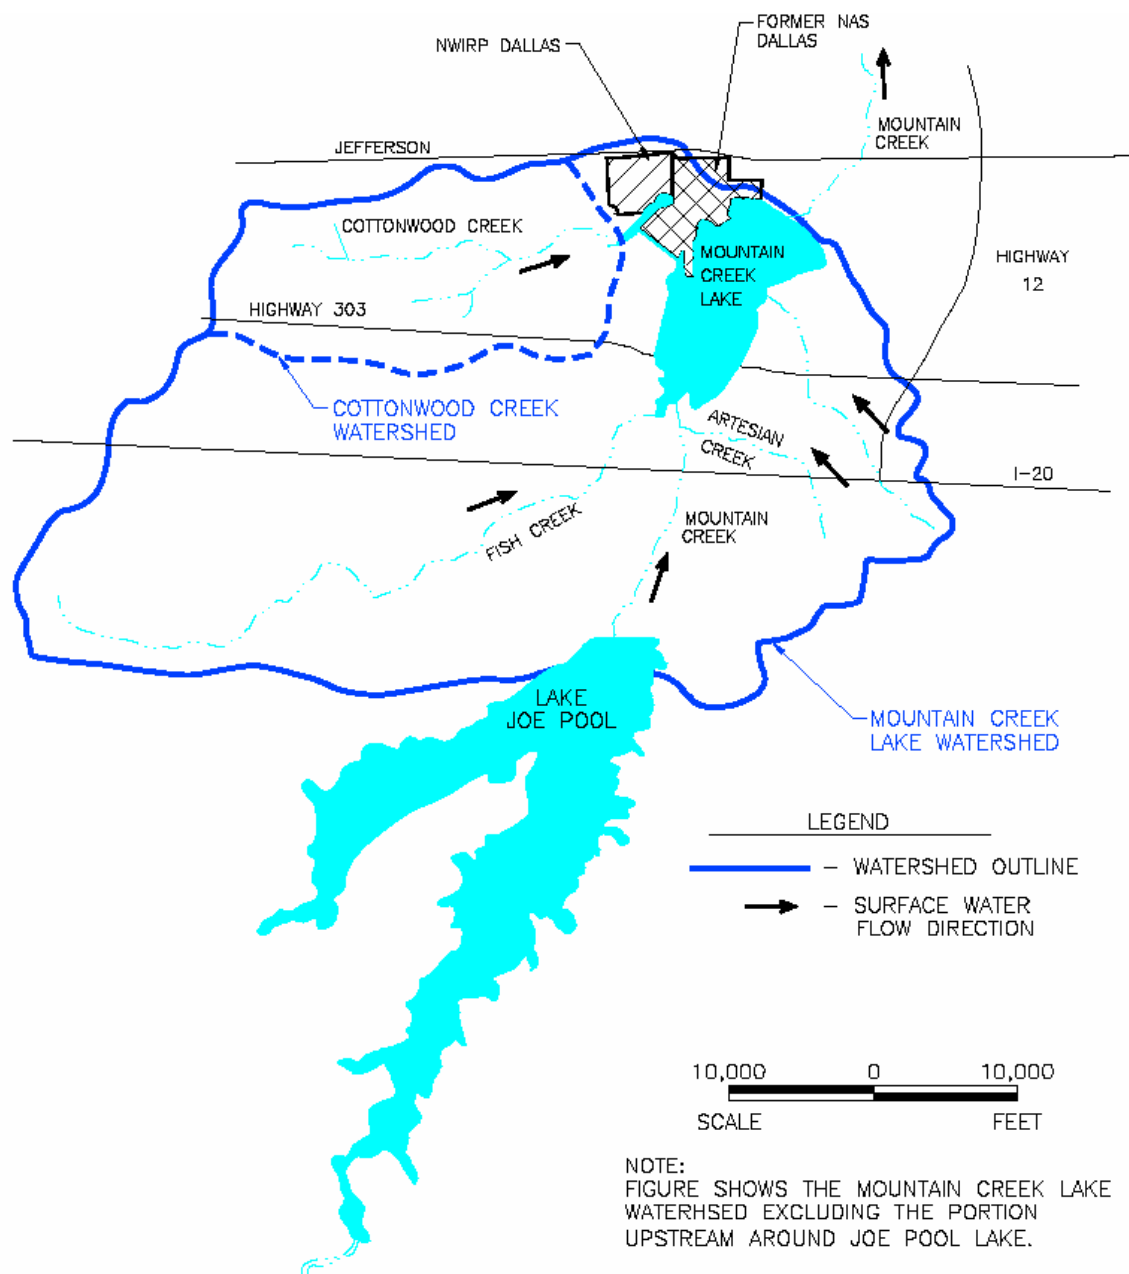 FORMER NAS
DALLAS
NWIRP DALLAS
MOUNTAIN
CREEK
JEFFERSON
COTTONWOOD CREEK
MOUNTAIN
CREEK
LAKE
HIGHWAY
12
HIGHWAY 303
COTTONWOOD CREEK
WATERSHED
ARTESIAN
CREEK
I-20
FISH CREEK
MOUNTAIN
CREEK
LAKE
JOE POOL
MOUNTAIN CREEK
LAKE WATERSHED
LEGEND
- WATERSHED OUTLINE
- SURFACE WATER
FLOW DIRECTION
10,000 0 10,000
SCALE FEET
NOTE:
FIGURE SHOWS THE MOUNTAIN CREEK LAKE
WATERHSED EXCLUDING THE PORTION
UPSTREAM AROUND JOE POOL LAKE.